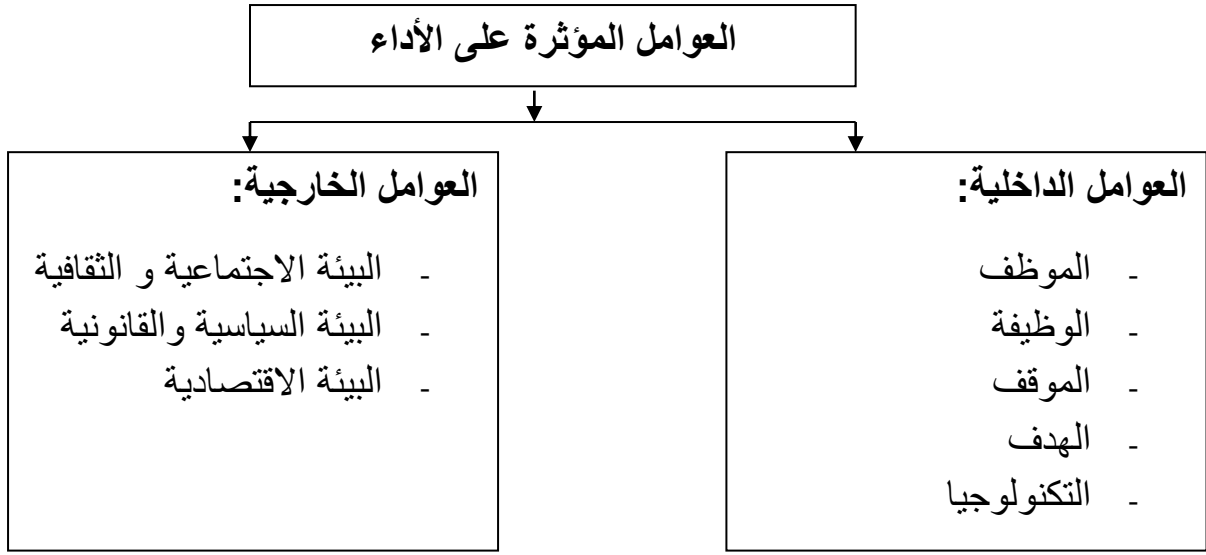 العوامل المؤثرة على الأداء
العوامل الداخلية:
- الموظف
- الوظيفة
- الموقف
- الهدف
- التكنولوجيا
العوامل الخارجية:
- البيئة الاجتماعية و الثقافية
- البيئة السياسية والقانونية
- البيئة الاقتصادية